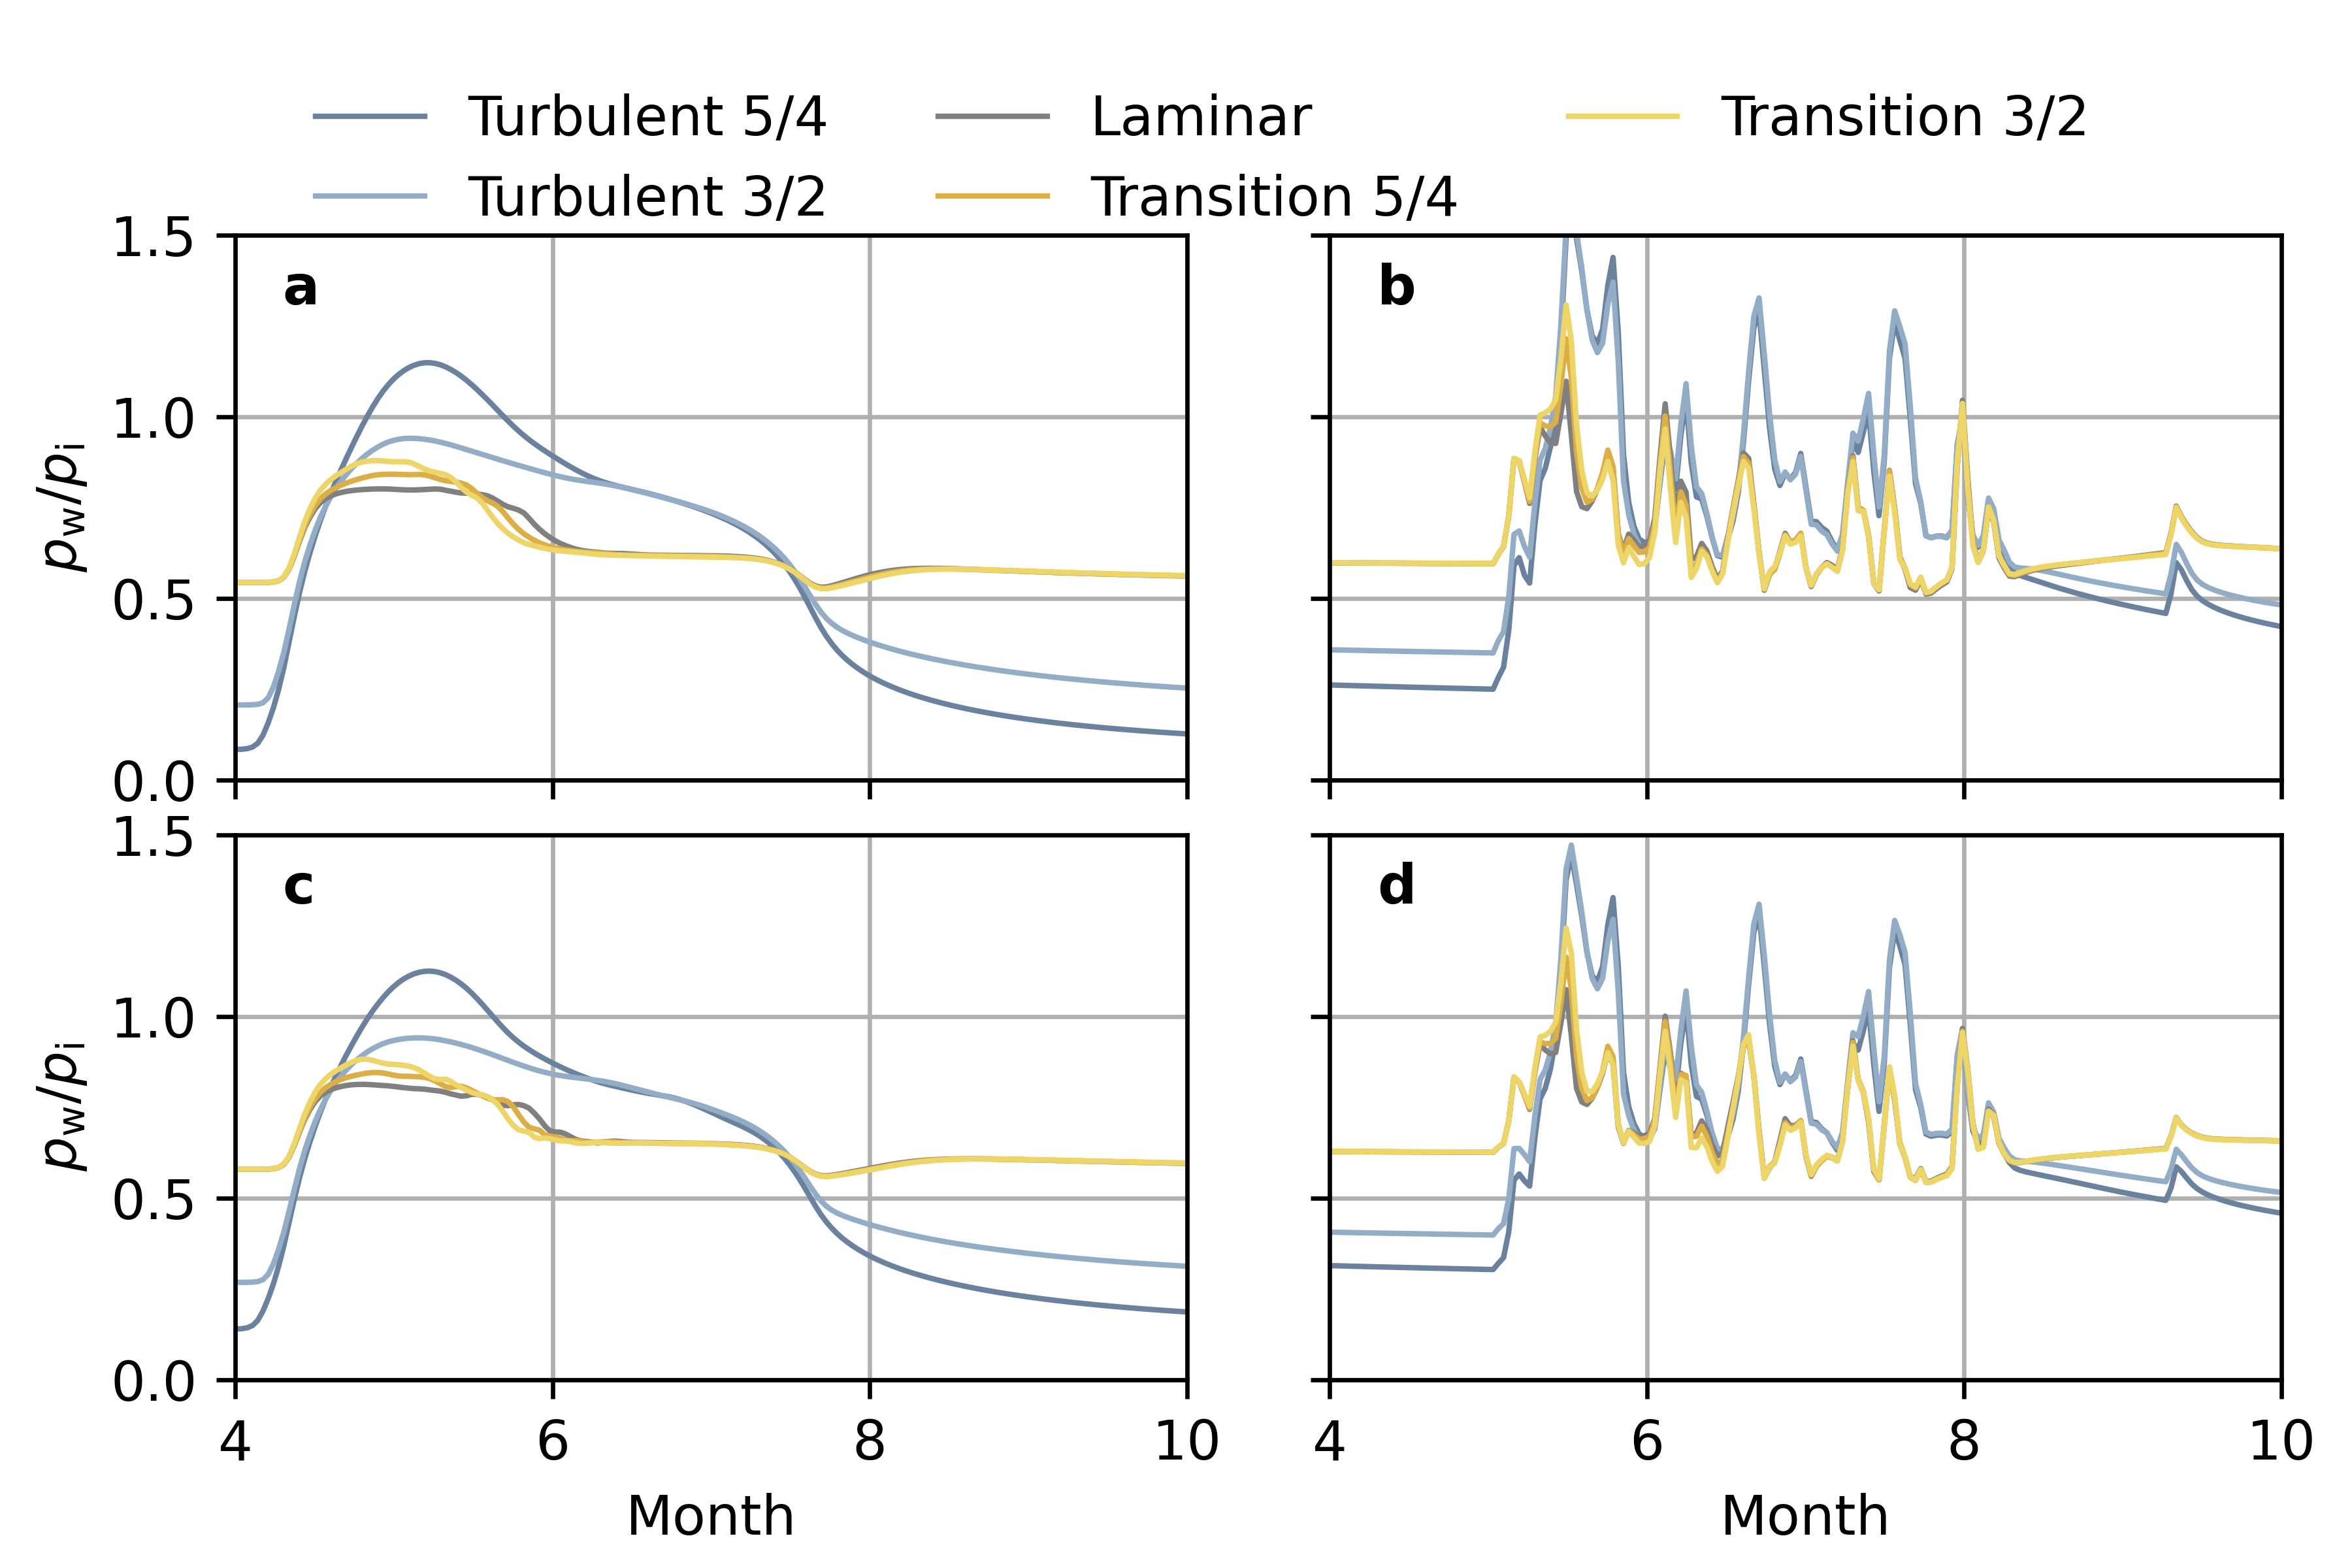 Turbulent 5/4 Laminar Transition 3/2
Turbulent 3/2 Transition 5/4
1.5
a
b
1.0
pw/pi
0.5
0.0
1.5
c
d
1.0
pw/pi
0.5
0.0
4 6 8 10 4 6 8 10
Month Month